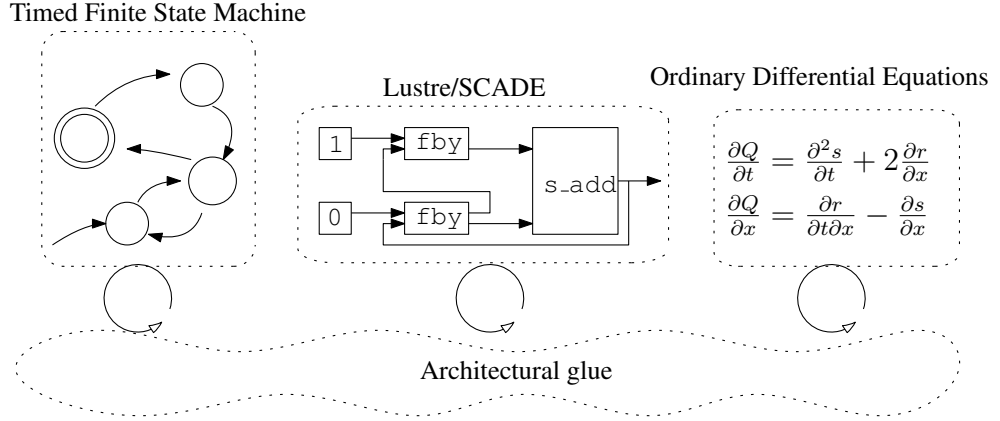 Timed Finite State Machine
Lustre/SCADE
Ordinary Differential Equations
1
fby
s_add
0
fby
∂Q/∂t = ∂²s/∂t + 2 ∂r/∂x
∂Q/∂x = ∂r/∂t∂x − ∂s/∂x
Architectural glue